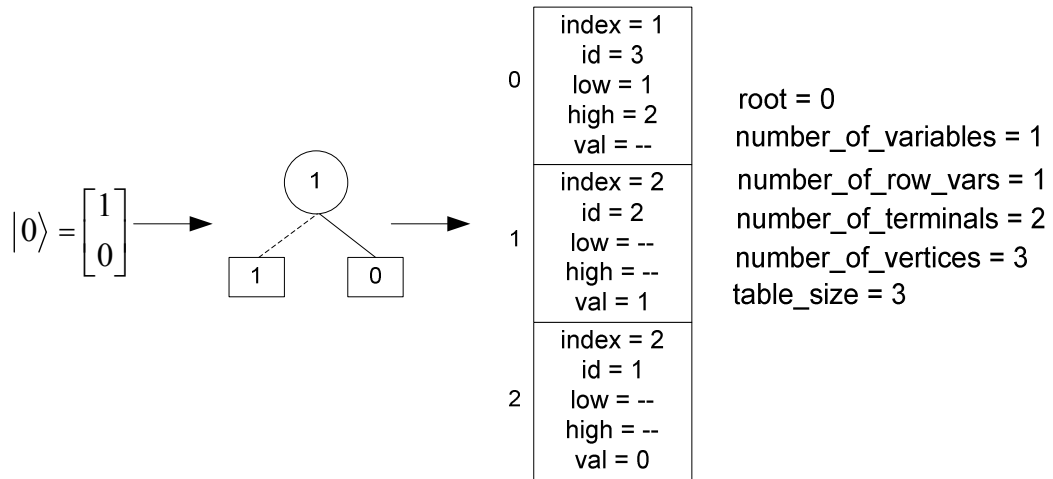 |0⟩ = [1 0]
1
1 0
0
index = 1
id = 3
low = 1
high = 2
val = --
1
index = 2
id = 2
low = --
high = --
val = 1
2
index = 2
id = 1
low = --
high = --
val = 0
root = 0
number_of_variables = 1
number_of_row_vars = 1
number_of_terminals = 2
number_of_vertices = 3
table_size = 3